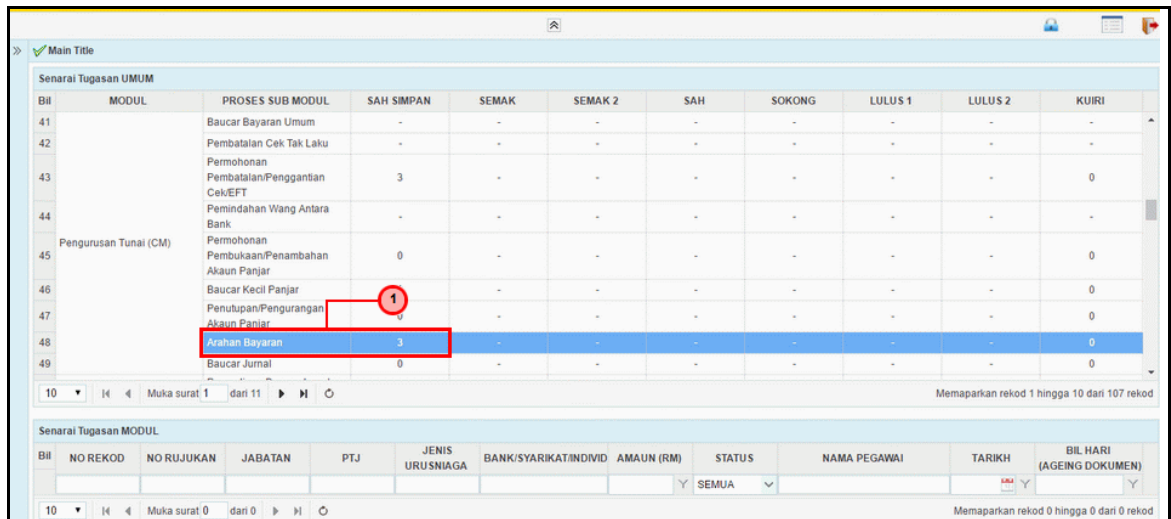 Main Title
Senarai Tugasan UMUM
Bil MODUL PROSES SUB MODUL SAH SIMPAN SEMAK SEMAK 2 SAH SOKONG LULUS 1 LULUS 2 KUIRI
41 Baucar Bayaran Umum - - - - - - - -
42 Pembatalan Cek Tak Laku - - - - - - - -
Permohonan
43 Pembatalan/Penggantian 3 - - - - - - 0
Cek/EFT
44 Pemindahan Wang Antara - - - - - - - -
Bank
Pengurusan Tunai (CM)
Permohonan
45 Pembukaan/Penambahan 0 - - - - - - 0
Akaun Panjar
46 Baucar Kecil Panjar - - - - - - 0
1
47 Penutupan/Pengurangan 0 - - - - - - 0
Akaun Panjar
48 Arahan Bayaran 3 - - - - - - 0
49 Baucar Jurnal 0 - - - - - - 0
10 Muka surat 1 dari 11 Memaparkan rekod 1 hingga 10 dari 107 rekod
Senarai Tugasan MODUL
Bil NO REKOD NO RUJUKAN JABATAN PTJ JENIS URUSNIAGA BANK/SYARIKAT/INDIVID AMAUN (RM) STATUS NAMA PEGAWAI TARIKH BIL HARI (AGEING DOKUMEN)
SEMUA
10 Muka surat 0 dari 0 Memaparkan rekod 0 hingga 0 dari 0 rekod